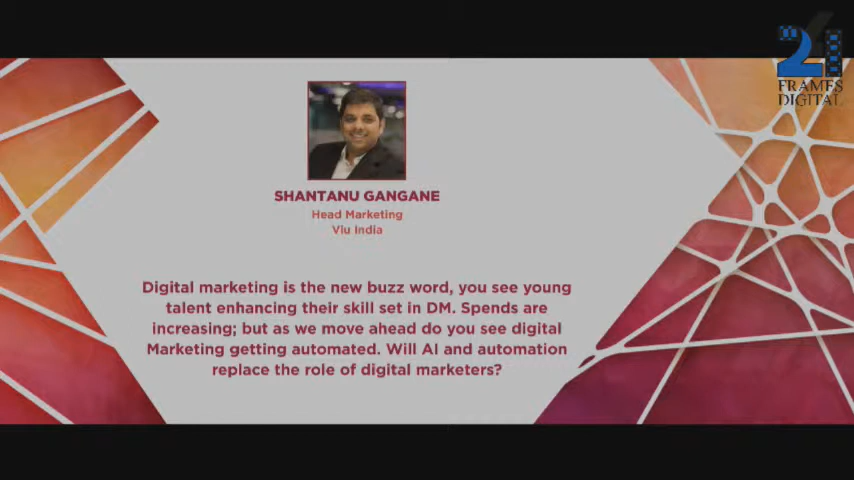 24
FRAMES
DIGITAL
SHANTANU GANGANE
Head Marketing
Viu India
Digital marketing is the new buzz word, you see young
talent enhancing their skill set in DM. Spends are
increasing; but as we move ahead do you see digital
Marketing getting automated. Will AI and automation
replace the role of digital marketers?